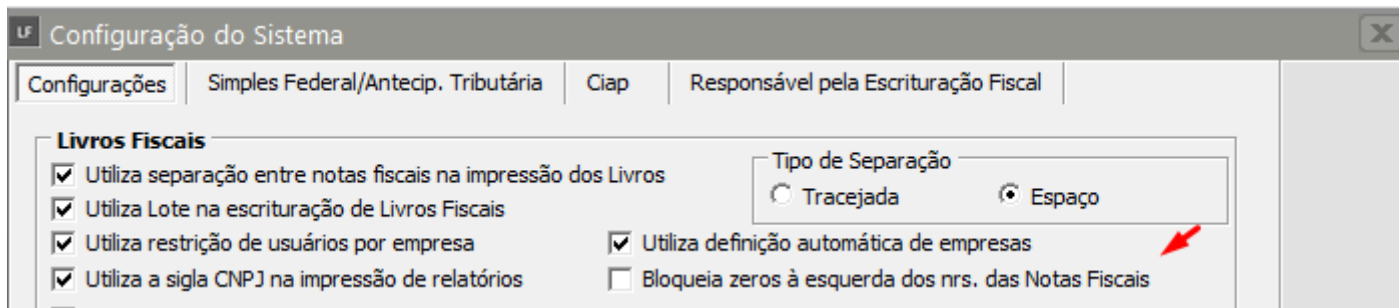 LF Configuração do Sistema
Configurações Simples Federal/Antecip. Tributária Ciap Responsável pela Escrituração Fiscal
Livros Fiscais
Utiliza separação entre notas fiscais na impressão dos Livros
Tipo de Separação
Tracejada Espaço
Utiliza Lote na escrituração de Livros Fiscais
Utiliza restrição de usuários por empresa Utiliza definição automática de empresas
Utiliza a sigla CNPJ na impressão de relatórios Bloqueia zeros à esquerda dos nrs. das Notas Fiscais